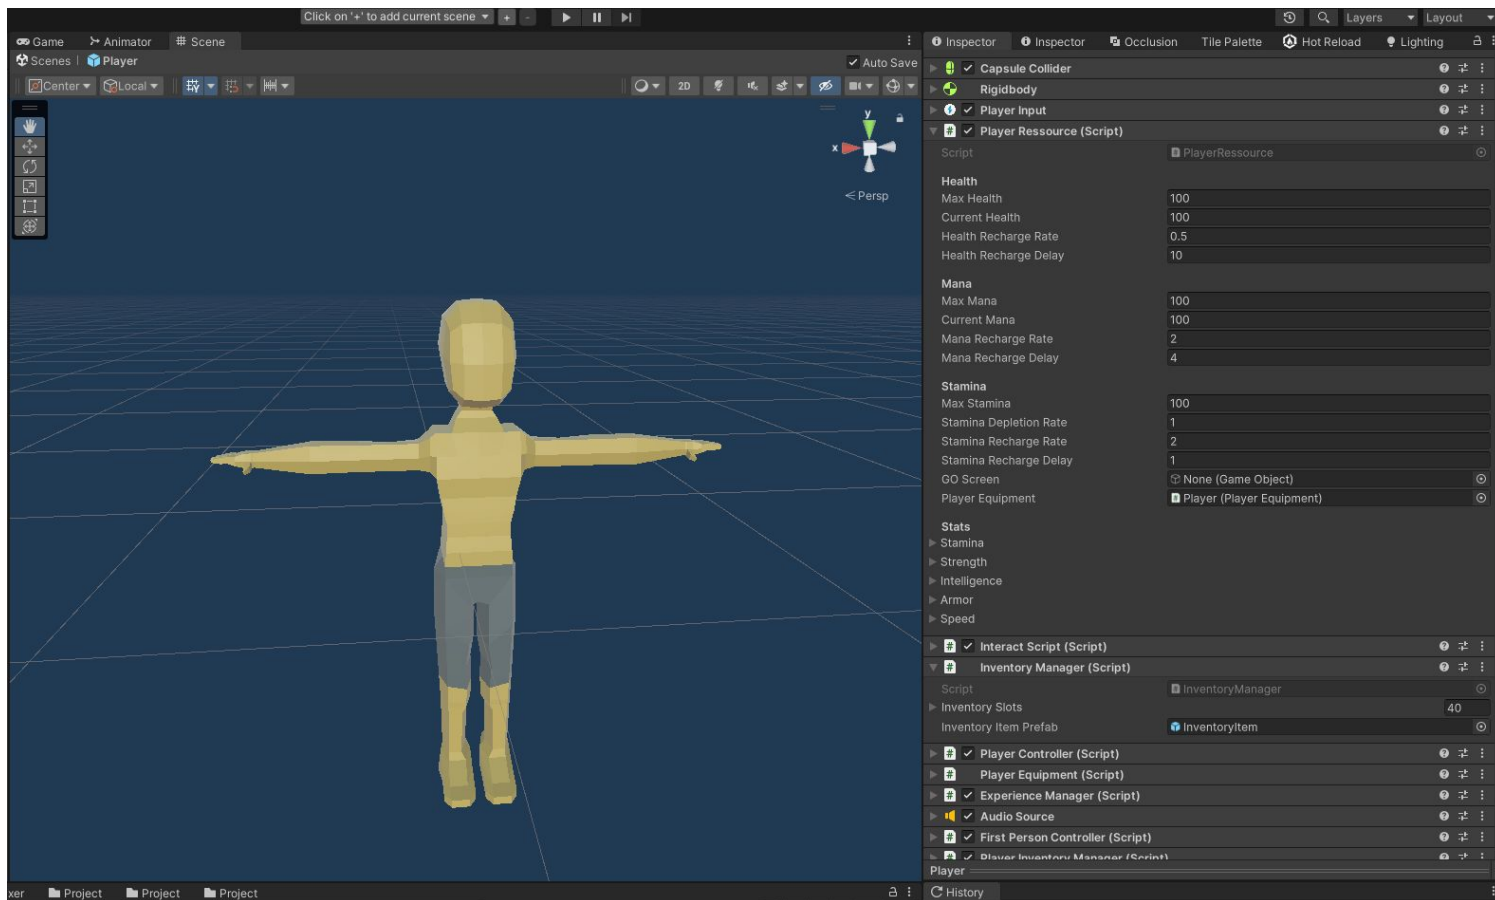 Click on '+' to add current scene
Layers
Layout
Game
Animator
Scene
Inspector
Inspector
Occlusion
Tile Palette
Hot Reload
Lighting
Scenes
Player
Auto Save
Center
Local
2D
y
x
Persp
Capsule Collider
Rigidbody
Player Input
Player Ressource (Script)
Script PlayerRessource
Health
Max Health 100
Current Health 100
Health Recharge Rate 0.5
Health Recharge Delay 10
Mana
Max Mana 100
Current Mana 100
Mana Recharge Rate 2
Mana Recharge Delay 4
Stamina
Max Stamina 100
Stamina Depletion Rate 1
Stamina Recharge Rate 2
Stamina Recharge Delay 1
GO Screen None (Game Object)
Player Equipment Player (Player Equipment)
Stats
Stamina
Strength
Intelligence
Armor
Speed
Interact Script (Script)
Inventory Manager (Script)
Script InventoryManager
Inventory Slots 40
Inventory Item Prefab InventoryItem
Player Controller (Script)
Player Equipment (Script)
Experience Manager (Script)
Audio Source
First Person Controller (Script)
Player Inventory Manager (Script)
Player
xer
Project
Project
Project
History